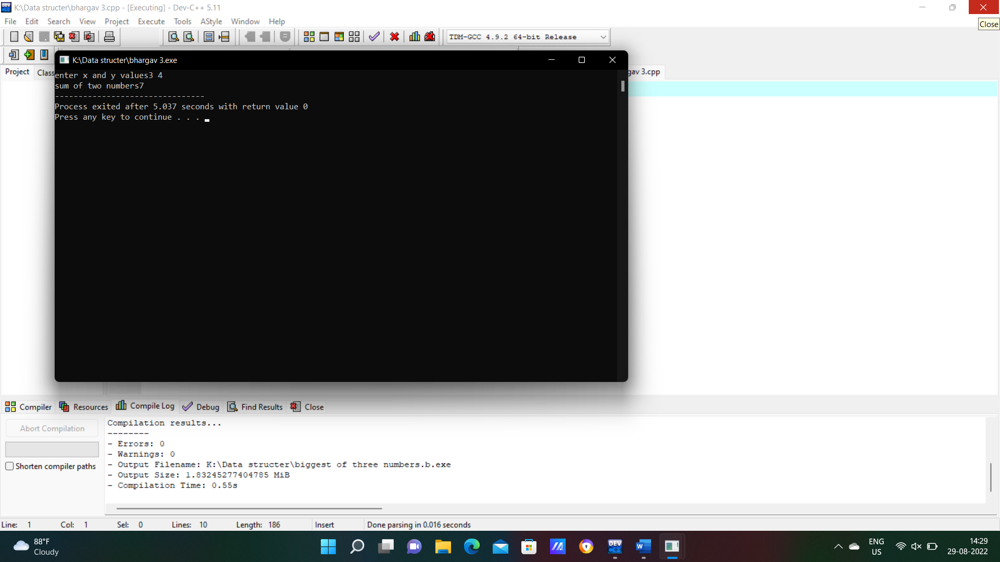 K:\Data structer\bhargav 3.cpp - [Executing] - Dev-C++ 5.11
Close
File Edit Search View Project Execute Tools AStyle Window Help
TDM-GCC 4.9.2 64-bit Release
K:\Data structer\bhargav 3.exe
Project Class
gav 3.cpp
enter x and y values3 4
sum of two numbers7
--------------------------------
Process exited after 5.037 seconds with return value 0
Press any key to continue . . .
Compiler Resources Compile Log Debug Find Results Close
Abort Compilation
Shorten compiler paths
Compilation results...
--------
- Errors: 0
- Warnings: 0
- Output Filename: K:\Data structer\biggest of three numbers.b.exe
- Output Size: 1.83245277404785 MiB
- Compilation Time: 0.55s
Line: 1 Col: 1 Sel: 0 Lines: 10 Length: 186 Insert Done parsing in 0.016 seconds
88°F
Cloudy
DEV
C++
W
ENG
US
14:29
29-08-2022